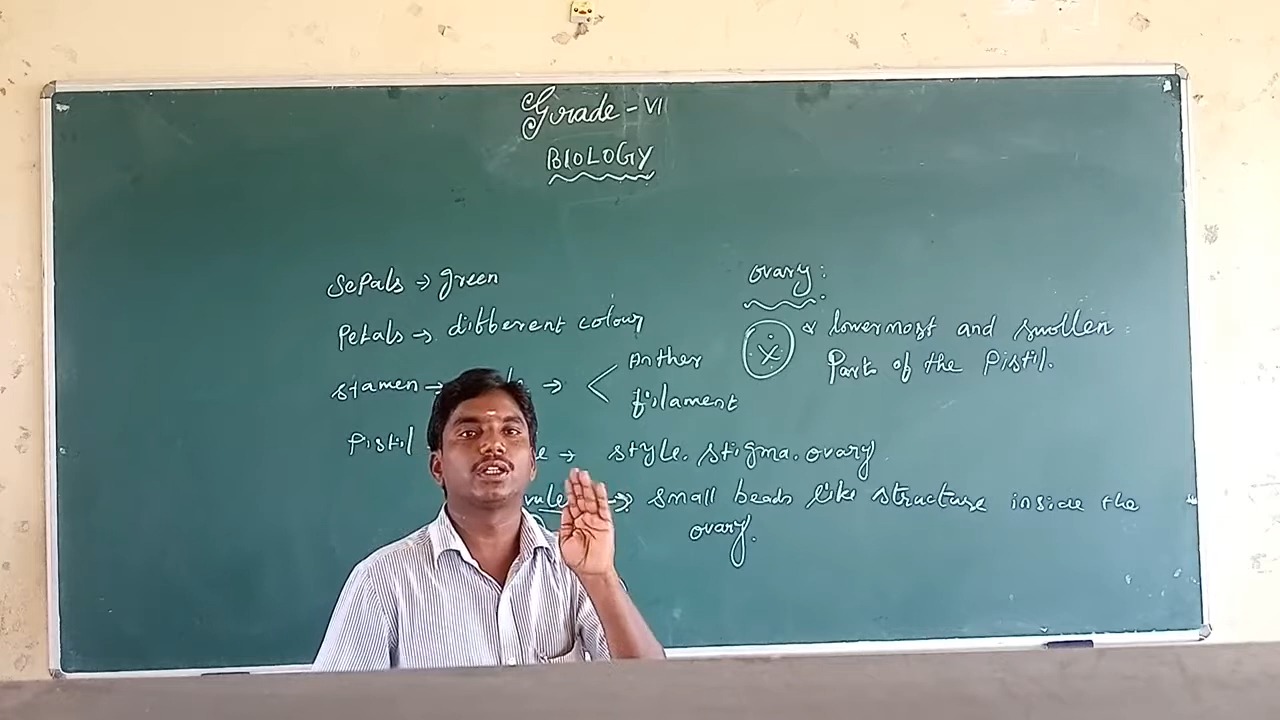 Grade - VI
BIOLOGY
Sepals → green
Petals → different colour
Stamen → → < Anther
filament
Pistil → style. stigma. ovary.
→ small beads like structure inside the
ovary.
ovary:
lowermost and swollen
Part of the Pistil.